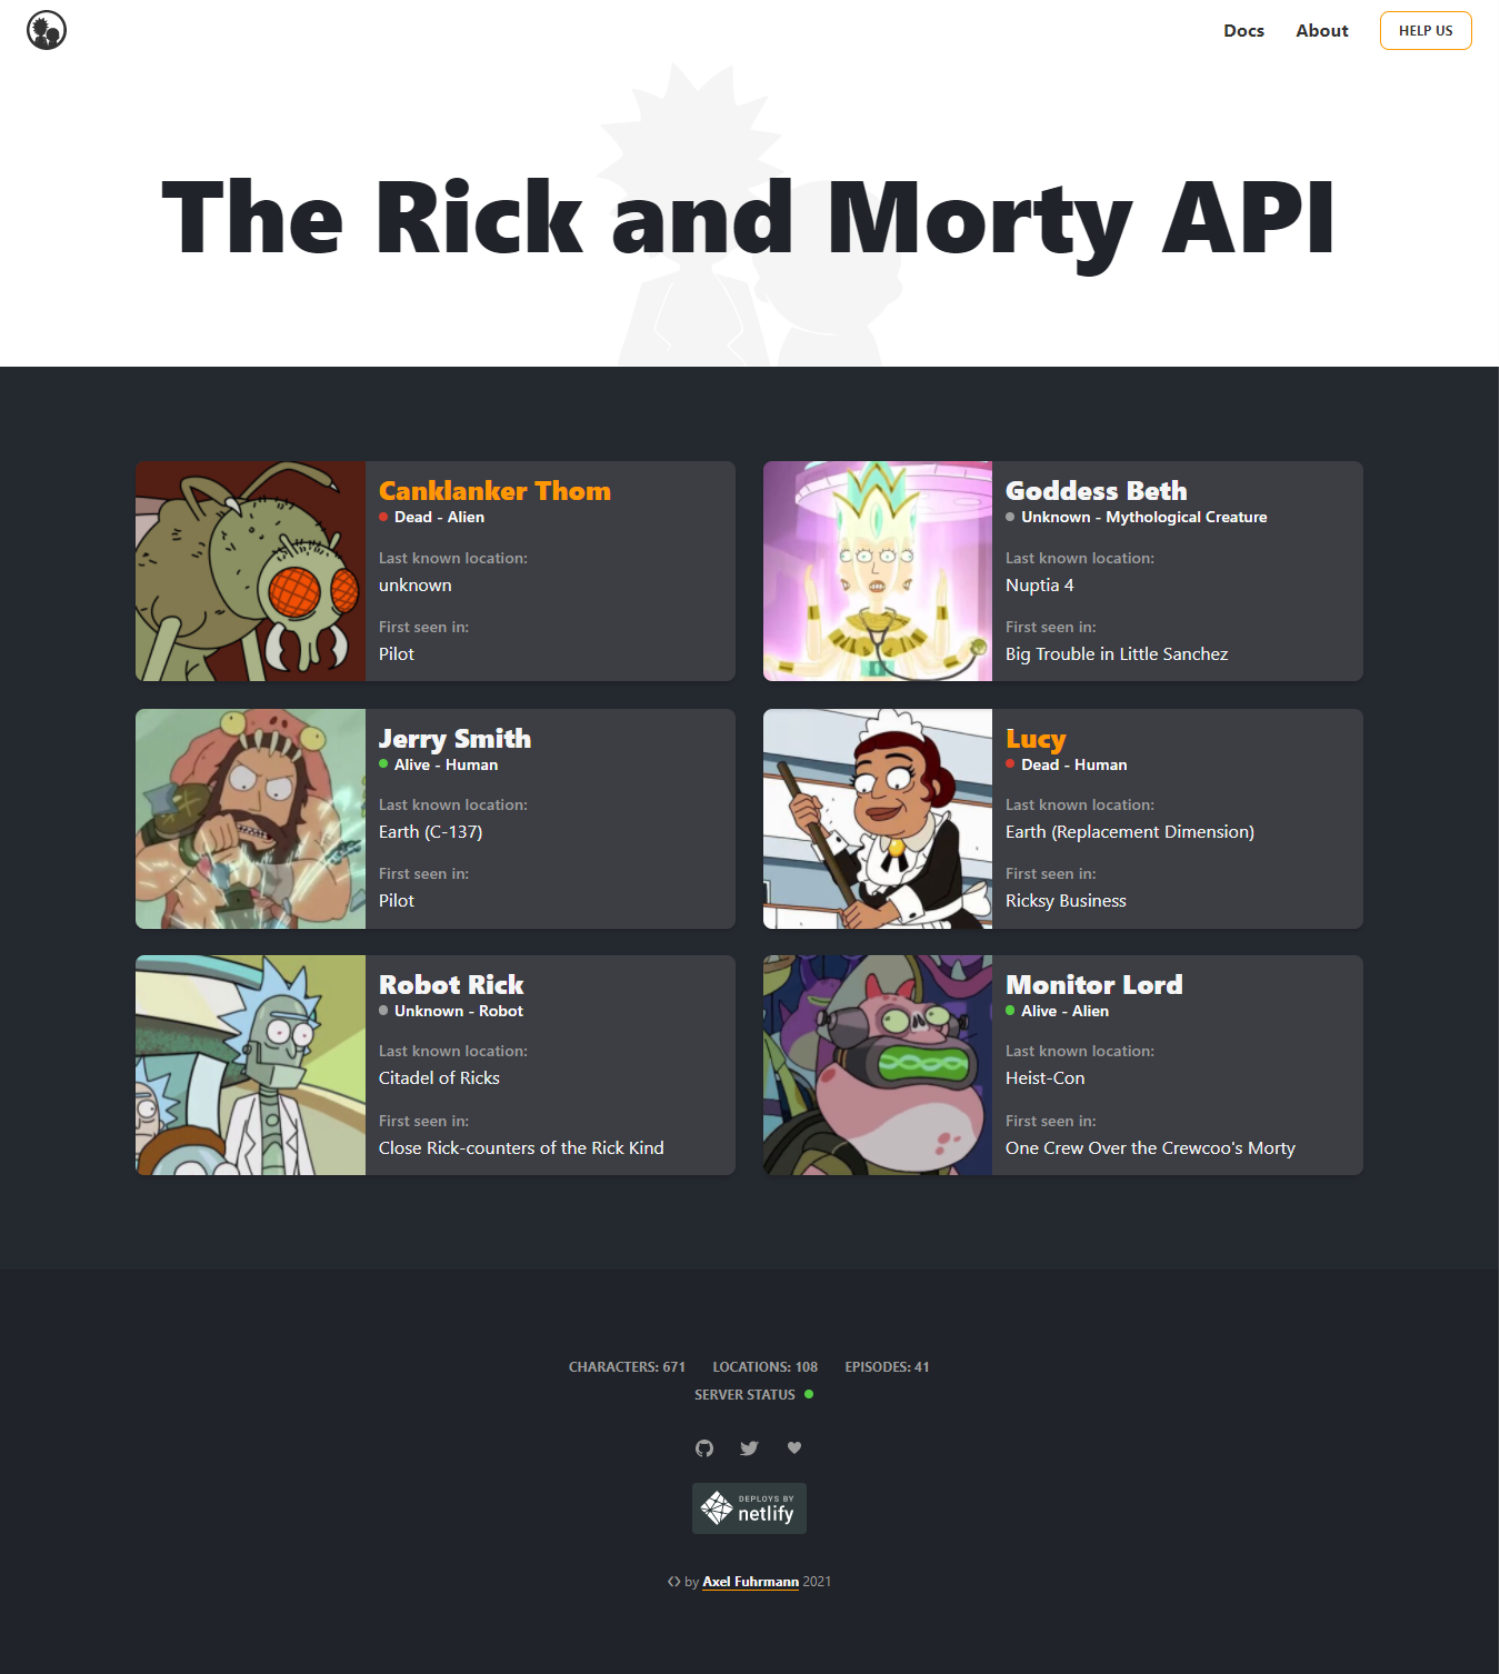 Docs About HELP US
The Rick and Morty API
Canklanker Thom
Dead - Alien
Last known location:
unknown
First seen in:
Pilot
Goddess Beth
Unknown - Mythological Creature
Last known location:
Nuptia 4
First seen in:
Big Trouble in Little Sanchez
Jerry Smith
Alive - Human
Last known location:
Earth (C-137)
First seen in:
Pilot
Lucy
Dead - Human
Last known location:
Earth (Replacement Dimension)
First seen in:
Ricksy Business
Robot Rick
Unknown - Robot
Last known location:
Citadel of Ricks
First seen in:
Close Rick-counters of the Rick Kind
Monitor Lord
Alive - Alien
Last known location:
Heist-Con
First seen in:
One Crew Over the Crewcoo's Morty
CHARACTERS: 671 LOCATIONS: 108 EPISODES: 41
SERVER STATUS
DEPLOYS BY
netlify
<> by Axel Fuhrmann 2021